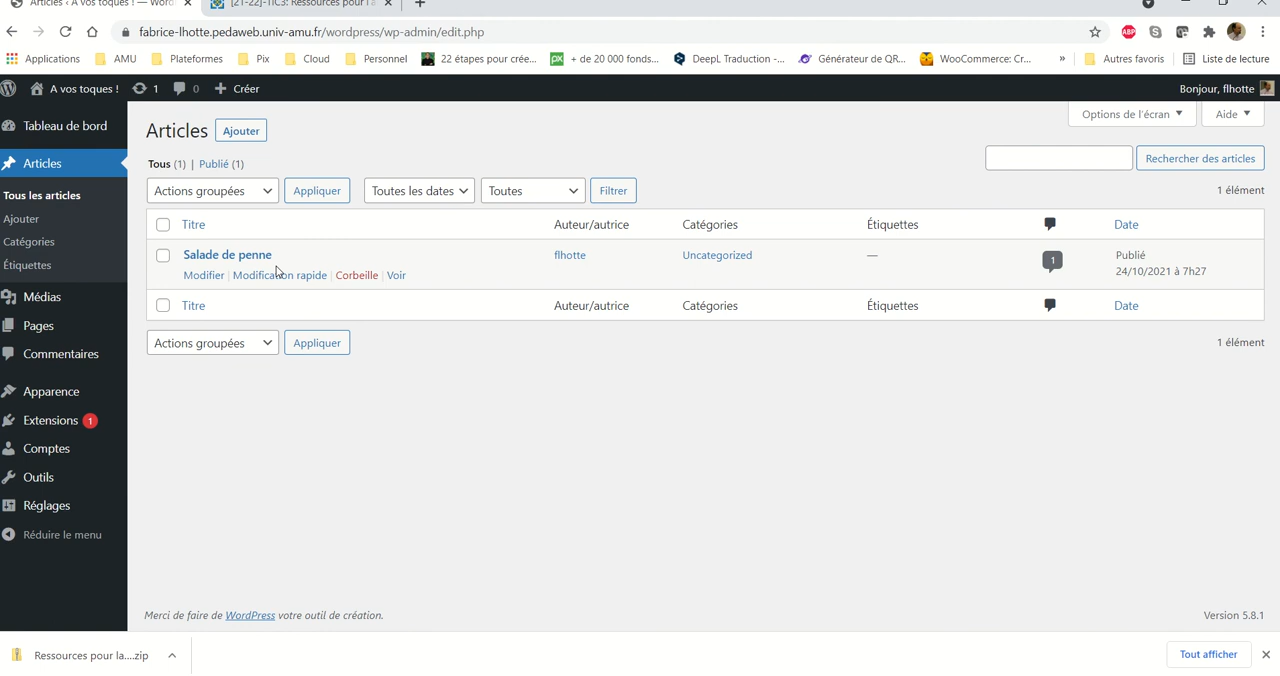 Articles ‹ A vos toques ! — Word
[21-22]-TIC3: Ressources pour l'a
fabrice-lhotte.pedaweb.univ-amu.fr/wordpress/wp-admin/edit.php
ABP
Applications AMU Plateformes Pix Cloud Personnel 22 étapes pour crée... + de 20 000 fonds... DeepL Traduction -... Générateur de QR... WooCommerce: Cr... » Autres favoris Liste de lecture
A vos toques ! 1 0 + Créer Bonjour, flhotte
Tableau de bord
Articles
Tous les articles
Ajouter
Catégories
Étiquettes
Médias
Pages
Commentaires
Apparence
Extensions 1
Comptes
Outils
Réglages
Réduire le menu
Options de l'écran Aide
Articles Ajouter
Tous (1) | Publié (1)
Rechercher des articles
Actions groupées Appliquer Toutes les dates Toutes Filtrer 1 élément
Titre Auteur/autrice Catégories Étiquettes Date
Salade de penne flhotte Uncategorized — 1 Publié
24/10/2021 à 7h27
Modifier | Modification rapide | Corbeille | Voir
Titre Auteur/autrice Catégories Étiquettes Date
Actions groupées Appliquer 1 élément
Merci de faire de WordPress votre outil de création. Version 5.8.1
Ressources pour la....zip Tout afficher